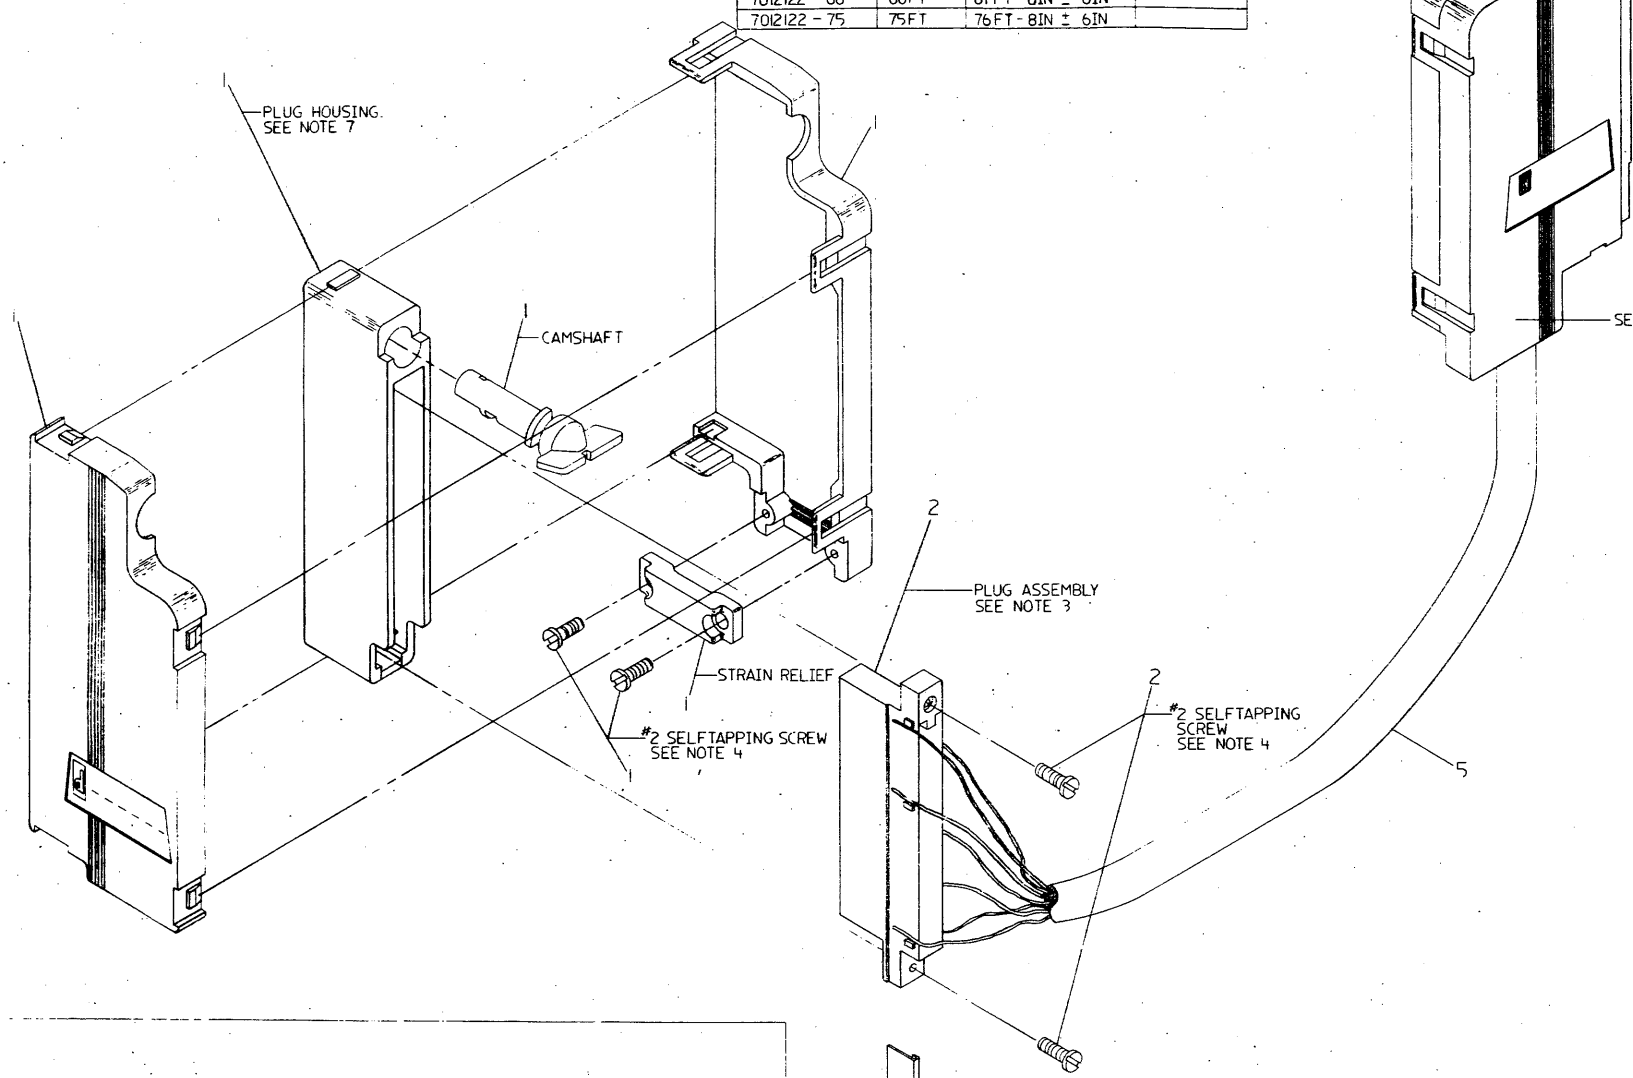 7012122 - 75 75FT 76FT - 8IN ± 6IN
1
PLUG HOUSING.
SEE NOTE 7
1
1
1
CAMSHAFT
SE
2
PLUG ASSEMBLY
SEE NOTE 3
STRAIN RELIEF
1
#2 SELFTAPPING SCREW
SEE NOTE 4
1
2
#2 SELFTAPPING
SCREW
SEE NOTE 4
5